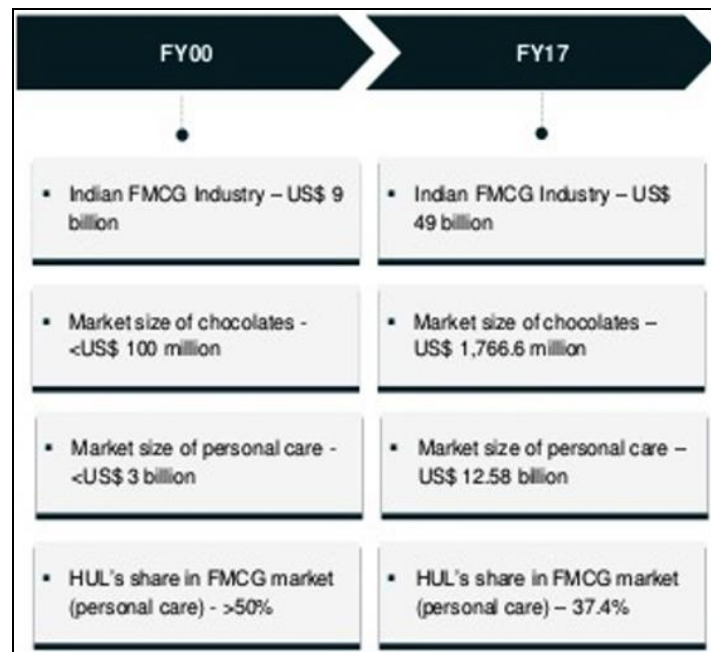 FY00
FY17
▪ Indian FMCG Industry – US$ 9
billion
▪ Indian FMCG Industry – US$
49 billion
▪ Market size of chocolates -
<US$ 100 million
▪ Market size of chocolates –
US$ 1,766.6 million
▪ Market size of personal care -
<US$ 3 billion
▪ Market size of personal care –
US$ 12.58 billion
▪ HUL's share in FMCG market
(personal care) - >50%
▪ HUL's share in FMCG market
(personal care) – 37.4%